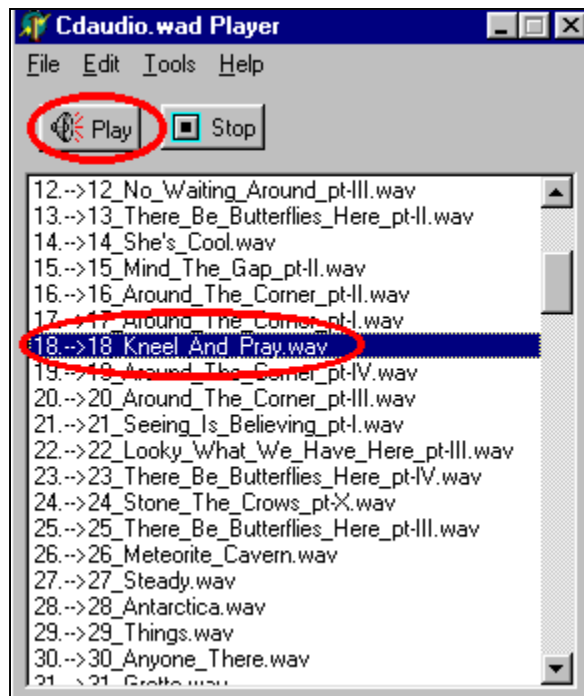 Cdaudio.wad Player
File Edit Tools Help
Play Stop
12.-->12_No_Waiting_Around_pt-III.wav
13.-->13_There_Be_Butterflies_Here_pt-II.wav
14.-->14_She's_Cool.wav
15.-->15_Mind_The_Gap_pt-II.wav
16.-->16_Around_The_Corner_pt-II.wav
17.-->17_Around_The_Corner_pt-I.wav
18.-->18_Kneel_And_Pray.wav
19.-->19_Around_The_Corner_pt-IV.wav
20.-->20_Around_The_Corner_pt-III.wav
21.-->21_Seeing_Is_Believing_pt-I.wav
22.-->22_Looky_What_We_Have_Here_pt-III.wav
23.-->23_There_Be_Butterflies_Here_pt-IV.wav
24.-->24_Stone_The_Crows_pt-X.wav
25.-->25_There_Be_Butterflies_Here_pt-III.wav
26.-->26_Meteorite_Cavern.wav
27.-->27_Steady.wav
28.-->28_Antarctica.wav
29.-->29_Things.wav
30.-->30_Anyone_There.wav
31.-->31_Grotto.wav